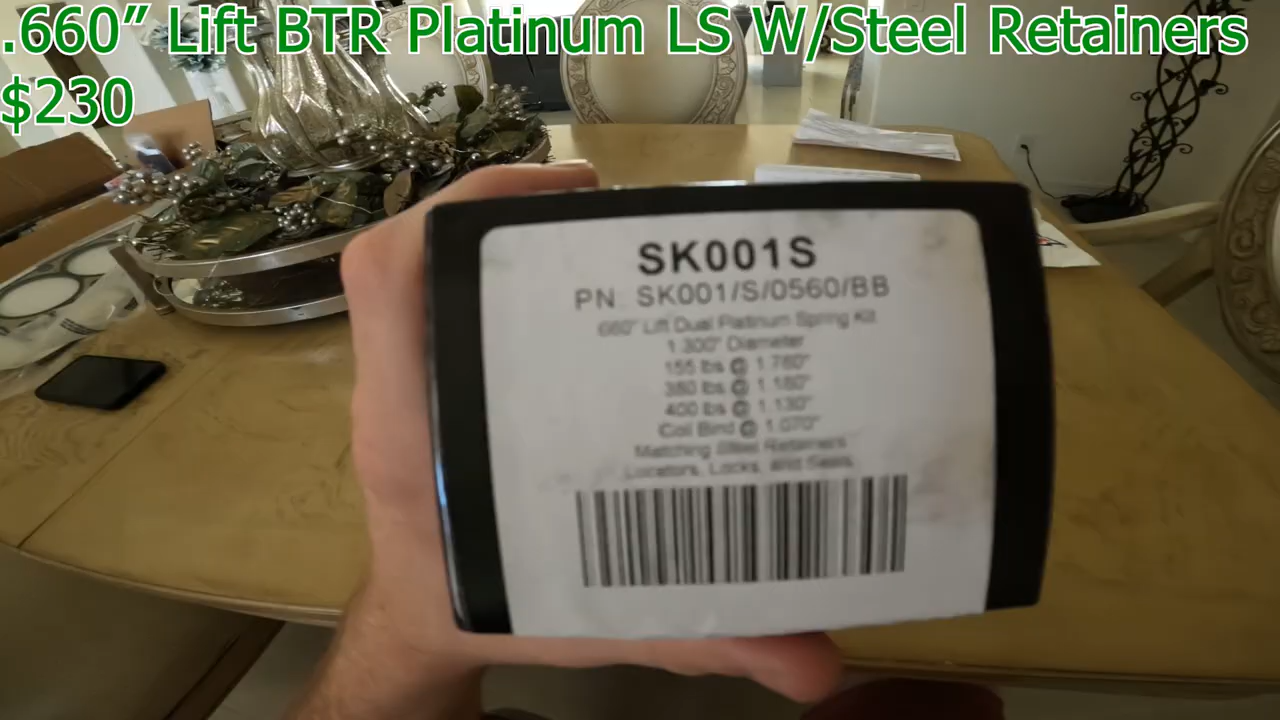 .660” Lift BTR Platinum LS W/Steel Retainers
$230
SK001S
PN: SK001/S/0560/BB
.660" Lift Dual Platinum Spring Kit
1.300" Diameter
155 lbs @ 1.760"
380 lbs @ 1.180"
400 lbs @ 1.130"
Coil Bind @ 1.070"
Matching Steel Retainers
Locators, Locks, and Seals